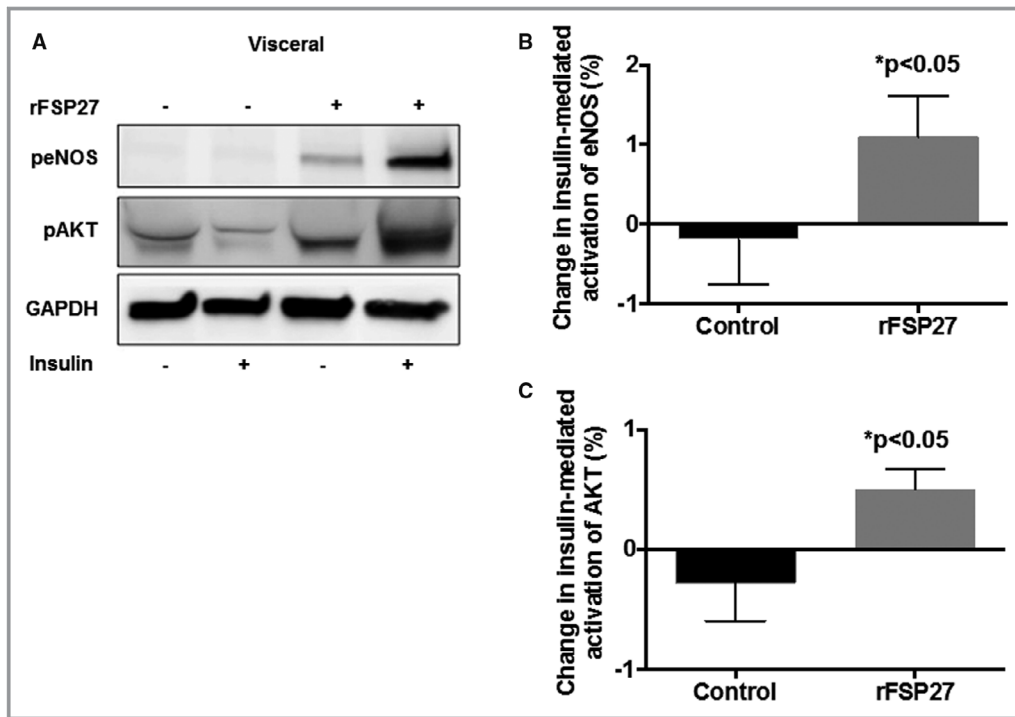 A
Visceral
rFSP27 - - + +
peNOS
pAKT
GAPDH
Insulin - + - +
B
Change in insulin-mediated
activation of eNOS (%)
2
1
0
-1
*p<0.05
Control rFSP27
C
Change in insulin-mediated
activation of AKT (%)
1
0
-1
*p<0.05
Control rFSP27